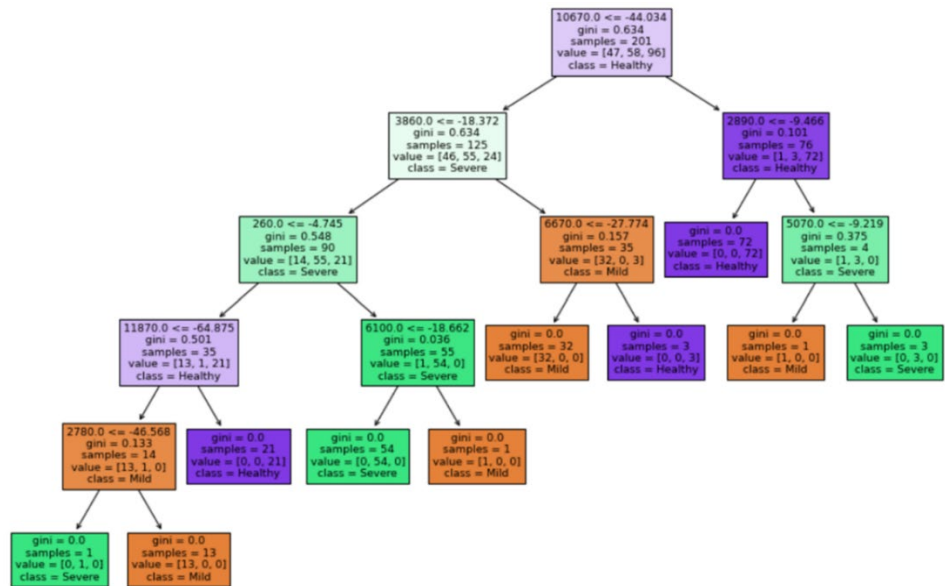 10670.0 <= -44.034
gini = 0.634
samples = 201
value = [47, 58, 96]
class = Healthy
3860.0 <= -18.372
gini = 0.634
samples = 125
value = [46, 55, 24]
class = Severe
2890.0 <= -9.466
gini = 0.101
samples = 76
value = [1, 3, 72]
class = Healthy
260.0 <= -4.745
gini = 0.548
samples = 90
value = [14, 55, 21]
class = Severe
6670.0 <= -27.774
gini = 0.157
samples = 35
value = [32, 0, 3]
class = Mild
gini = 0.0
samples = 72
value = [0, 0, 72]
class = Healthy
5070.0 <= -9.219
gini = 0.375
samples = 4
value = [1, 3, 0]
class = Severe
11870.0 <= -64.875
gini = 0.501
samples = 35
value = [13, 1, 21]
class = Healthy
6100.0 <= -18.662
gini = 0.036
samples = 55
value = [1, 54, 0]
class = Severe
gini = 0.0
samples = 32
value = [32, 0, 0]
class = Mild
gini = 0.0
samples = 3
value = [0, 0, 3]
class = Healthy
gini = 0.0
samples = 1
value = [1, 0, 0]
class = Mild
gini = 0.0
samples = 3
value = [0, 3, 0]
class = Severe
2780.0 <= -46.568
gini = 0.133
samples = 14
value = [13, 1, 0]
class = Mild
gini = 0.0
samples = 21
value = [0, 0, 21]
class = Healthy
gini = 0.0
samples = 54
value = [0, 54, 0]
class = Severe
gini = 0.0
samples = 1
value = [1, 0, 0]
class = Mild
gini = 0.0
samples = 1
value = [0, 1, 0]
class = Severe
gini = 0.0
samples = 13
value = [13, 0, 0]
class = Mild